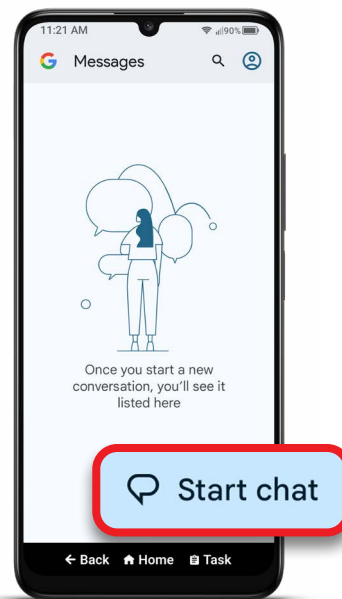 11:21 AM 90%
G Messages
Once you start a new
conversation, you'll see it
listed here
Start chat
Back Home Task